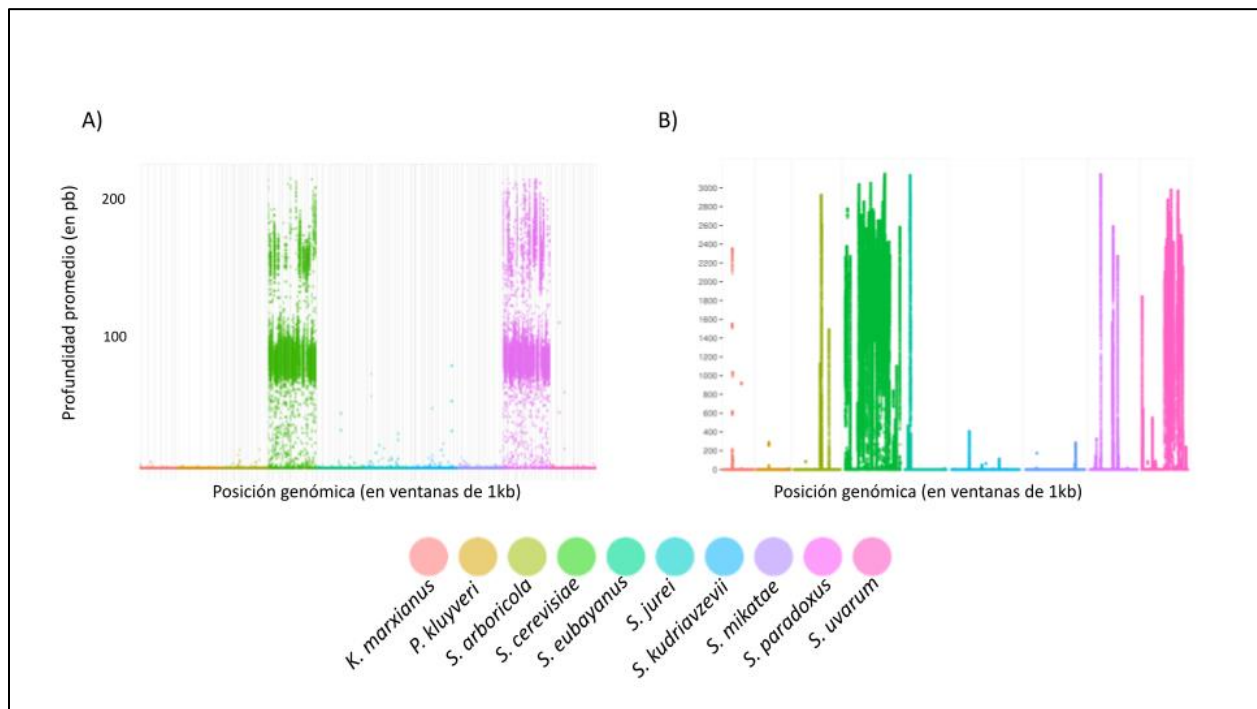 A)
B)
Profundidad promedio (en pb)
200
100
3000
2800
2600
2400
2200
2000
1800
1600
1400
1200
1000
800
600
400
200
0
Posición genómica (en ventanas de 1kb)
Posición genómica (en ventanas de 1kb)
K. marxianus
P. kluyveri
S. arboricola
S. cerevisiae
S. eubayanus
S. jurei
S. kudriavzevii
S. mikatae
S. paradoxus
S. uvarum